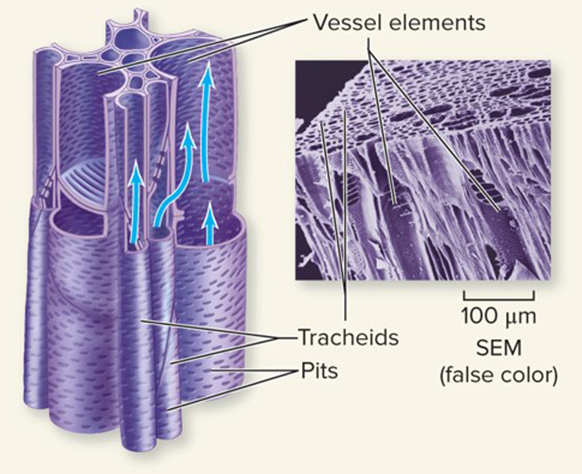 Vessel elements
Tracheids
Pits
100 µm
SEM
(false color)